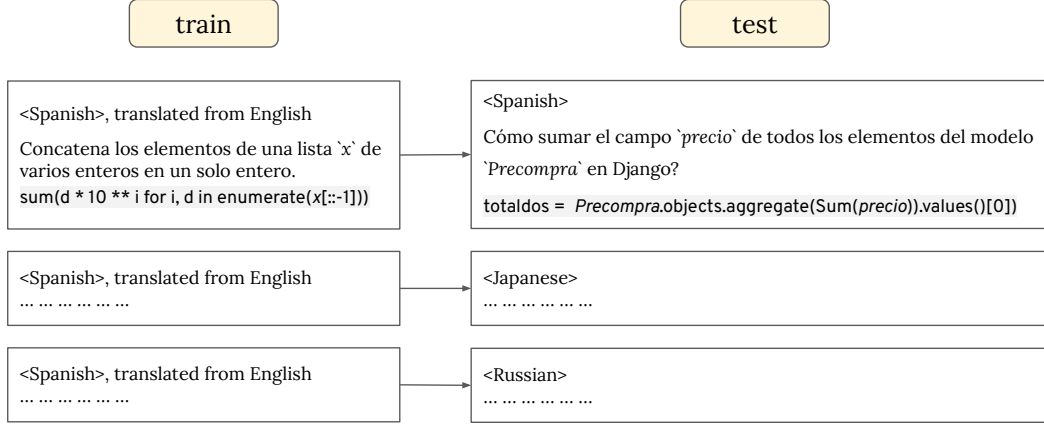 train
test
<Spanish>, translated from English
Concatena los elementos de una lista `x` de
varios enteros en un solo entero.
sum(d * 10 ** i for i, d in enumerate(x[::-1]))
<Spanish>
Cómo sumar el campo `precio` de todos los elementos del modelo
`Precompra` en Django?
totaldos = Precompra.objects.aggregate(Sum(precio)).values()[0])
<Spanish>, translated from English
... ... ... ... ... ...
<Japanese>
... ... ... ... ... ...
<Spanish>, translated from English
... ... ... ... ... ...
<Russian>
... ... ... ... ... ...